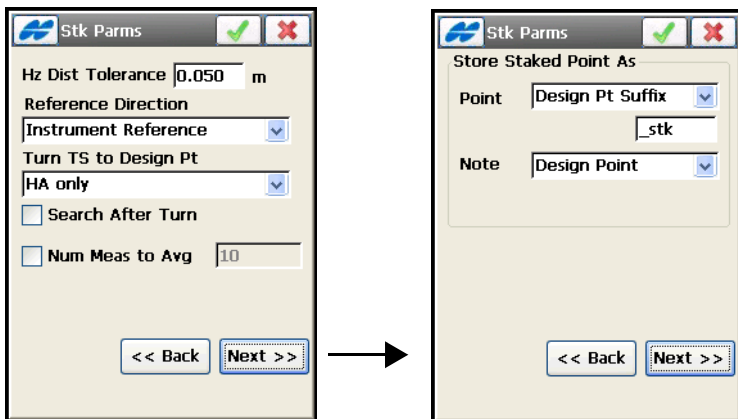 Stk Parms
Hz Dist Tolerance 0.050 m
Reference Direction
Instrument Reference
Turn TS to Design Pt
HA only
Search After Turn
Num Meas to Avg 10
<< Back Next >>
Stk Parms
Store Staked Point As
Point Design Pt Suffix
_stk
Note Design Point
<< Back Next >>